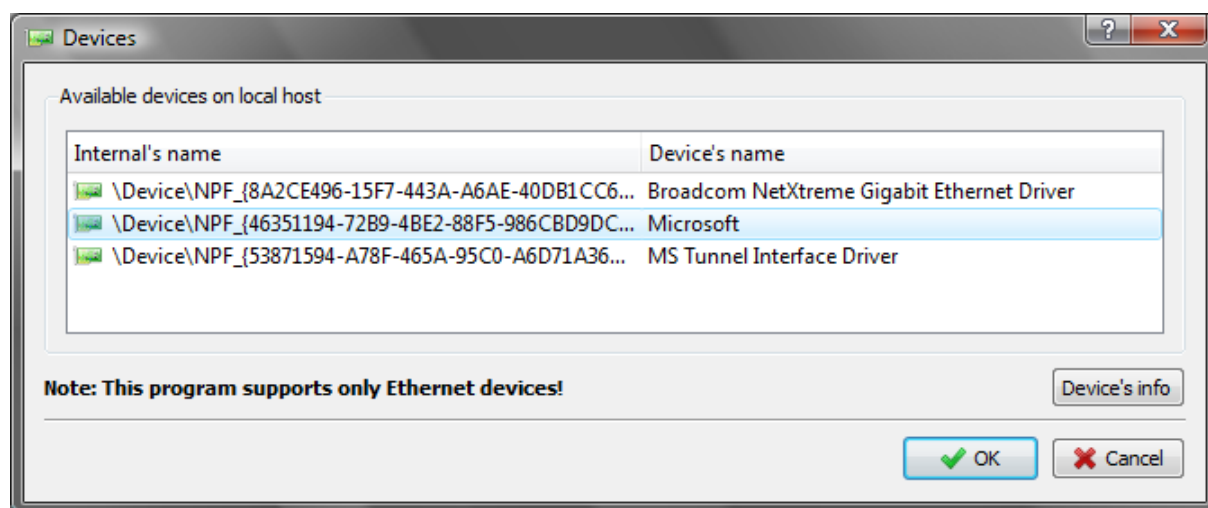 Devices
?
X
Available devices on local host
Internal's name Device's name
\Device\NPF_{8A2CE496-15F7-443A-A6AE-40DB1CC6... Broadcom NetXtreme Gigabit Ethernet Driver
\Device\NPF_{46351194-72B9-4BE2-88F5-986CBD9DC... Microsoft
\Device\NPF_{53871594-A78F-465A-95C0-A6D71A36... MS Tunnel Interface Driver
Note: This program supports only Ethernet devices! Device's info
OK Cancel